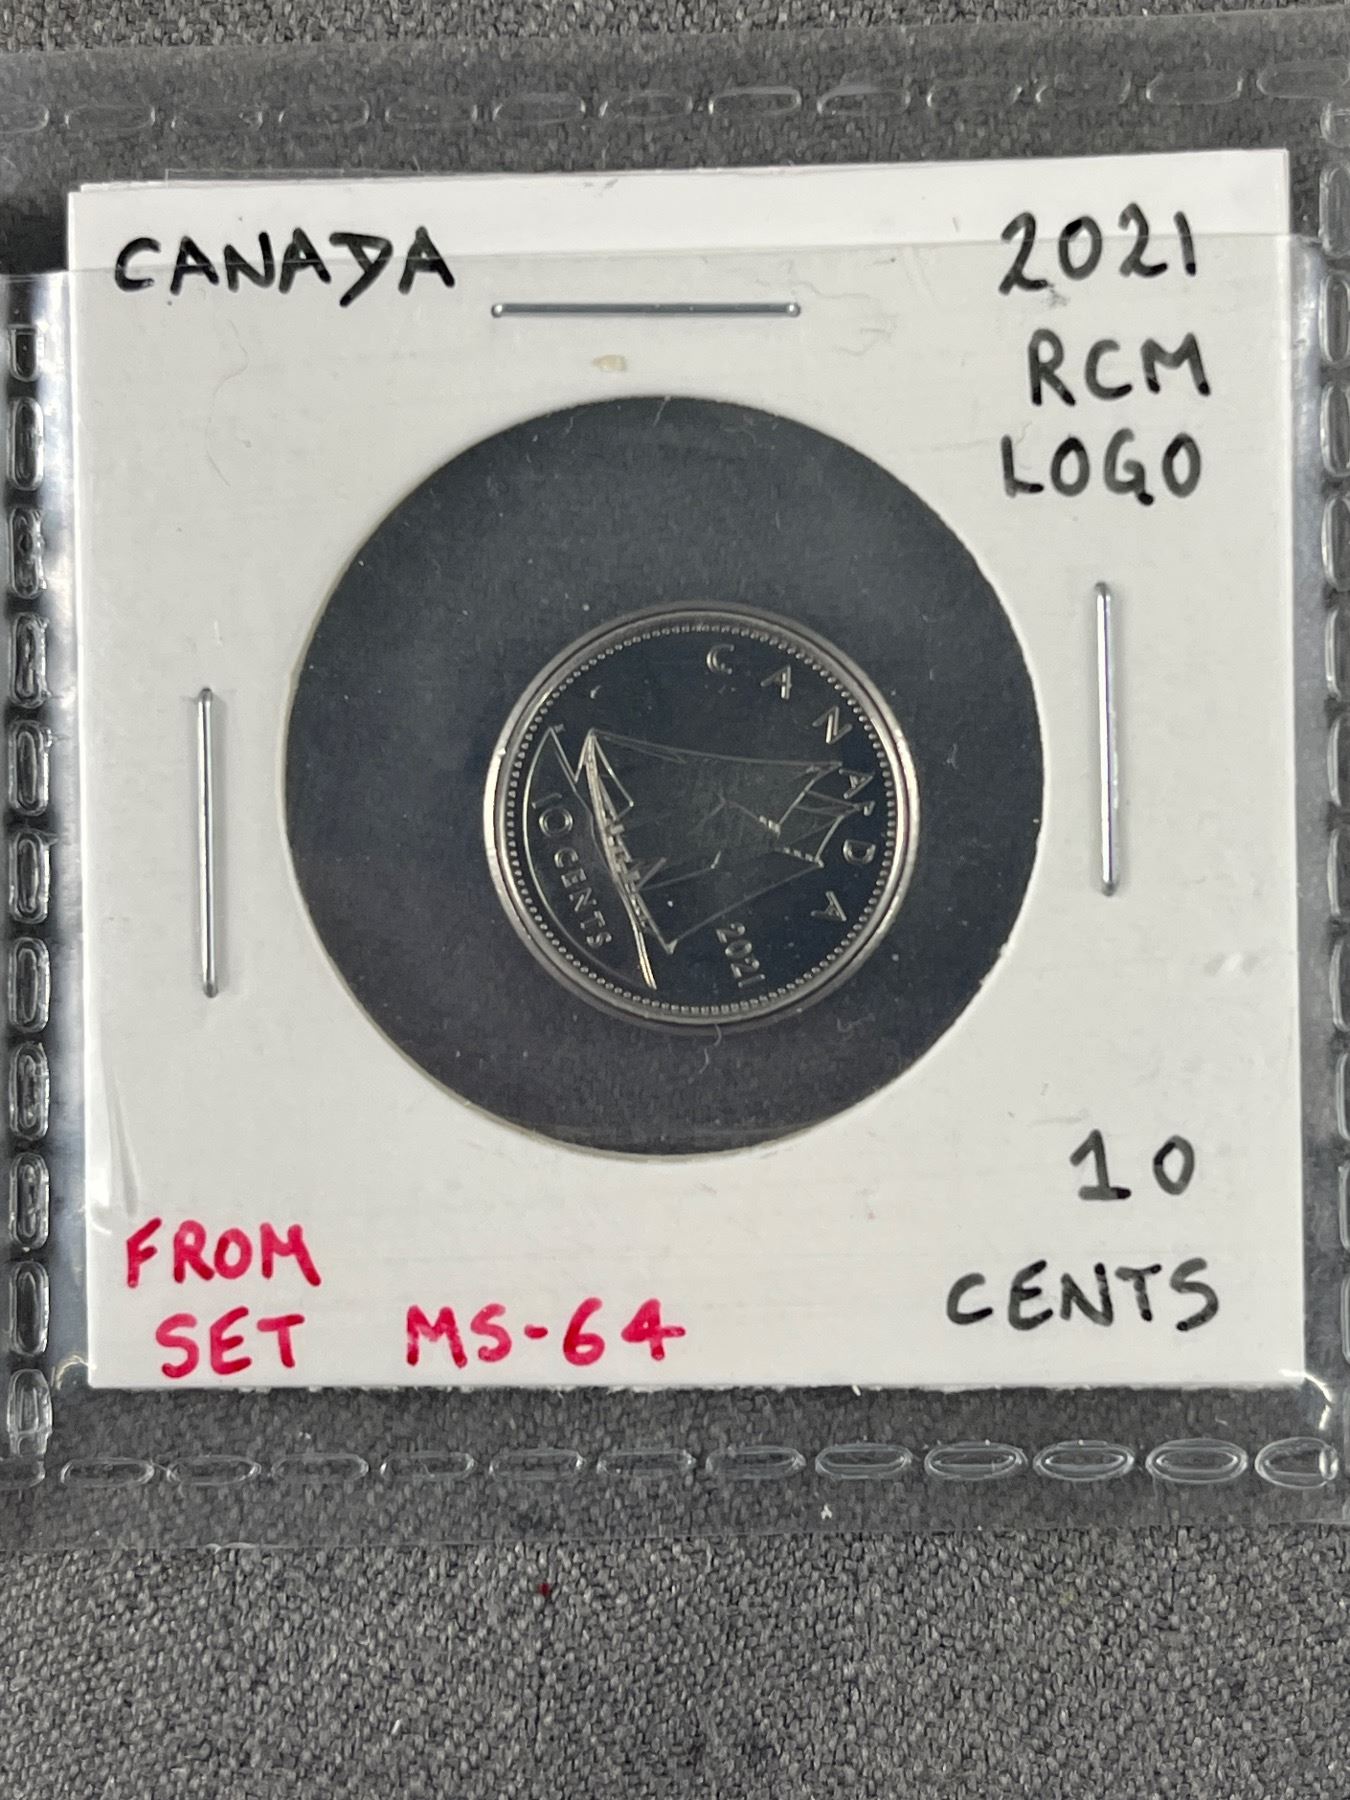 CANADA
2021
RCM
LOGO
CANADA
2021
10 CENTS
10
CENTS
FROM
SET MS-64